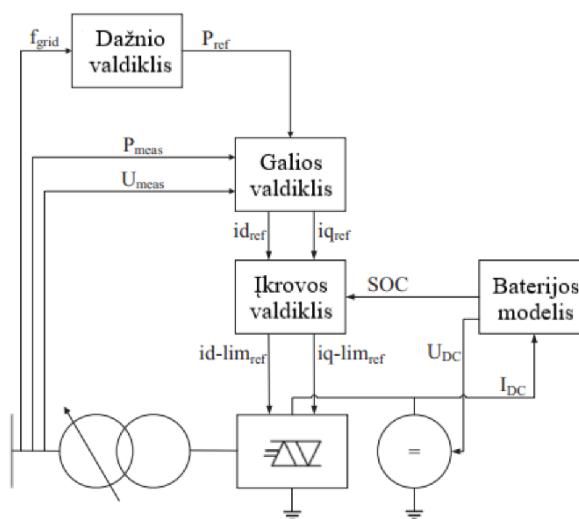 f_grid
Dažnio
valdiklis
P_ref
P_meas
U_meas
Galios
valdiklis
id_ref
iq_ref
Įkrovos
valdiklis
SOC
Baterijos
modelis
U_DC
I_DC
id-lim_ref
iq-lim_ref
=